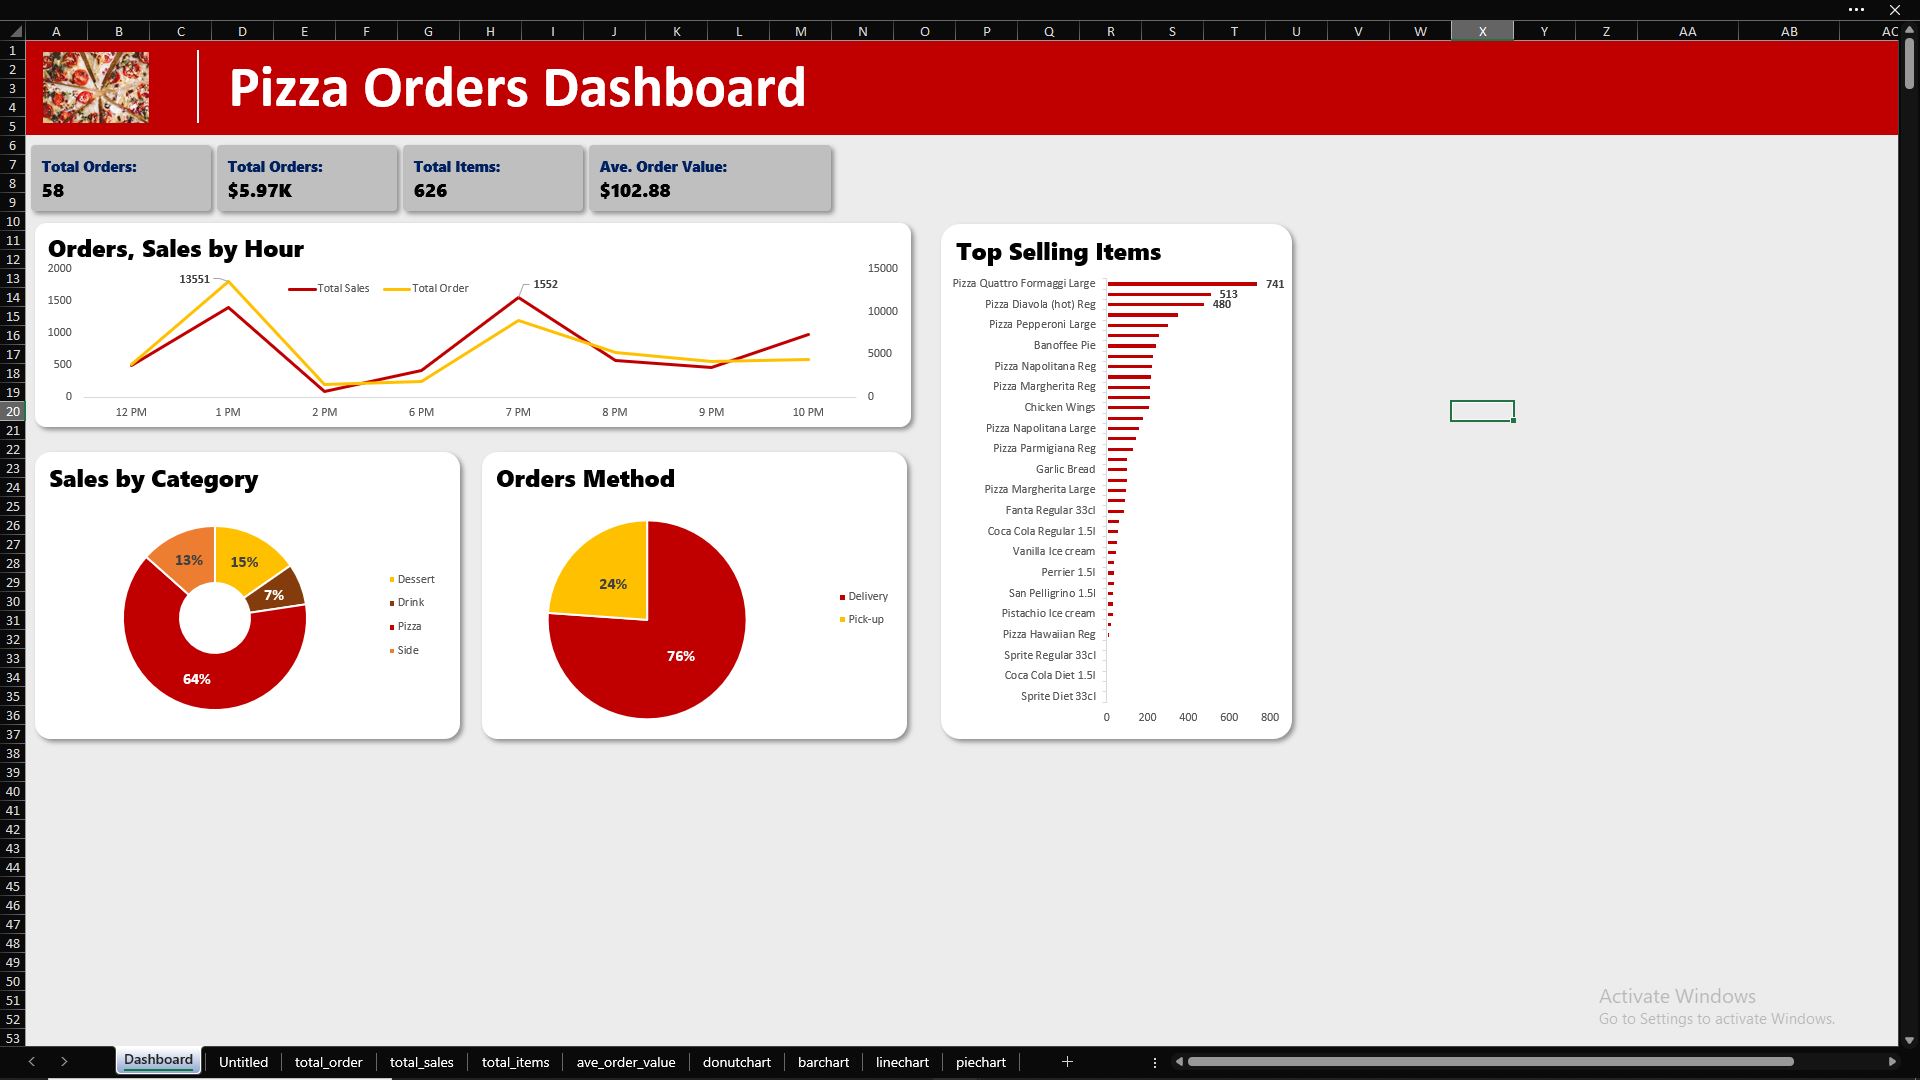 A B C D E F G H I J K L M N O P Q R S T U V W X Y Z AA AB AC
1
2
3
4
5
Pizza Orders Dashboard
6
7
8
9
Total Orders:
58
Total Orders:
$5.97K
Total Items:
626
Ave. Order Value:
$102.88
10
11
12
13
14
15
16
17
18
19
20
21
Orders, Sales by Hour
2000
1500
1000
500
0
13551
Total Sales
Total Order
1552
15000
10000
5000
0
12 PM 1 PM 2 PM 6 PM 7 PM 8 PM 9 PM 10 PM
Top Selling Items
Pizza Quattro Formaggi Large
741
513
Pizza Diavola (hot) Reg
480
Pizza Pepperoni Large
Banoffee Pie
Pizza Napolitana Reg
Pizza Margherita Reg
Chicken Wings
Pizza Napolitana Large
Pizza Parmigiana Reg
Garlic Bread
Pizza Margherita Large
Fanta Regular 33cl
Coca Cola Regular 1.5l
Vanilla Ice cream
Perrier 1.5l
San Pelligrino 1.5l
Pistachio Ice cream
Pizza Hawaiian Reg
Sprite Regular 33cl
Coca Cola Diet 1.5l
Sprite Diet 33cl
0 200 400 600 800
22
23
24
25
26
27
28
29
30
31
32
33
34
35
36
37
Sales by Category
13%
15%
7%
64%
Dessert
Drink
Pizza
Side
Orders Method
24%
76%
Delivery
Pick-up
38
39
40
41
42
43
44
45
46
47
48
49
50
51
52
53
Activate Windows
Go to Settings to activate Windows.
Dashboard Untitled total_order total_sales total_items ave_order_value donutchart barchart linechart piechart